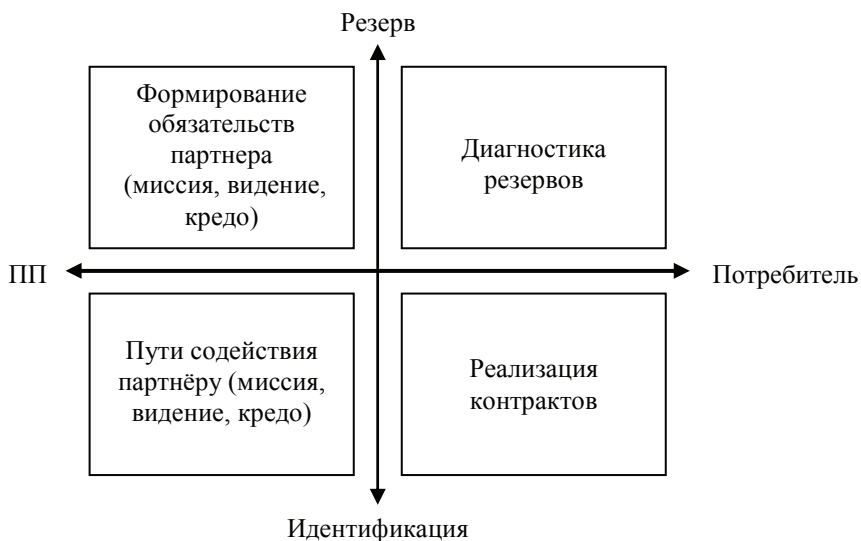 Резерв
Формирование
обязательств
партнера
(миссия, видение,
кредо)
Диагностика
резервов
ПП
Потребитель
Пути содействия
партнёру (миссия,
видение, кредо)
Реализация
контрактов
Идентификация